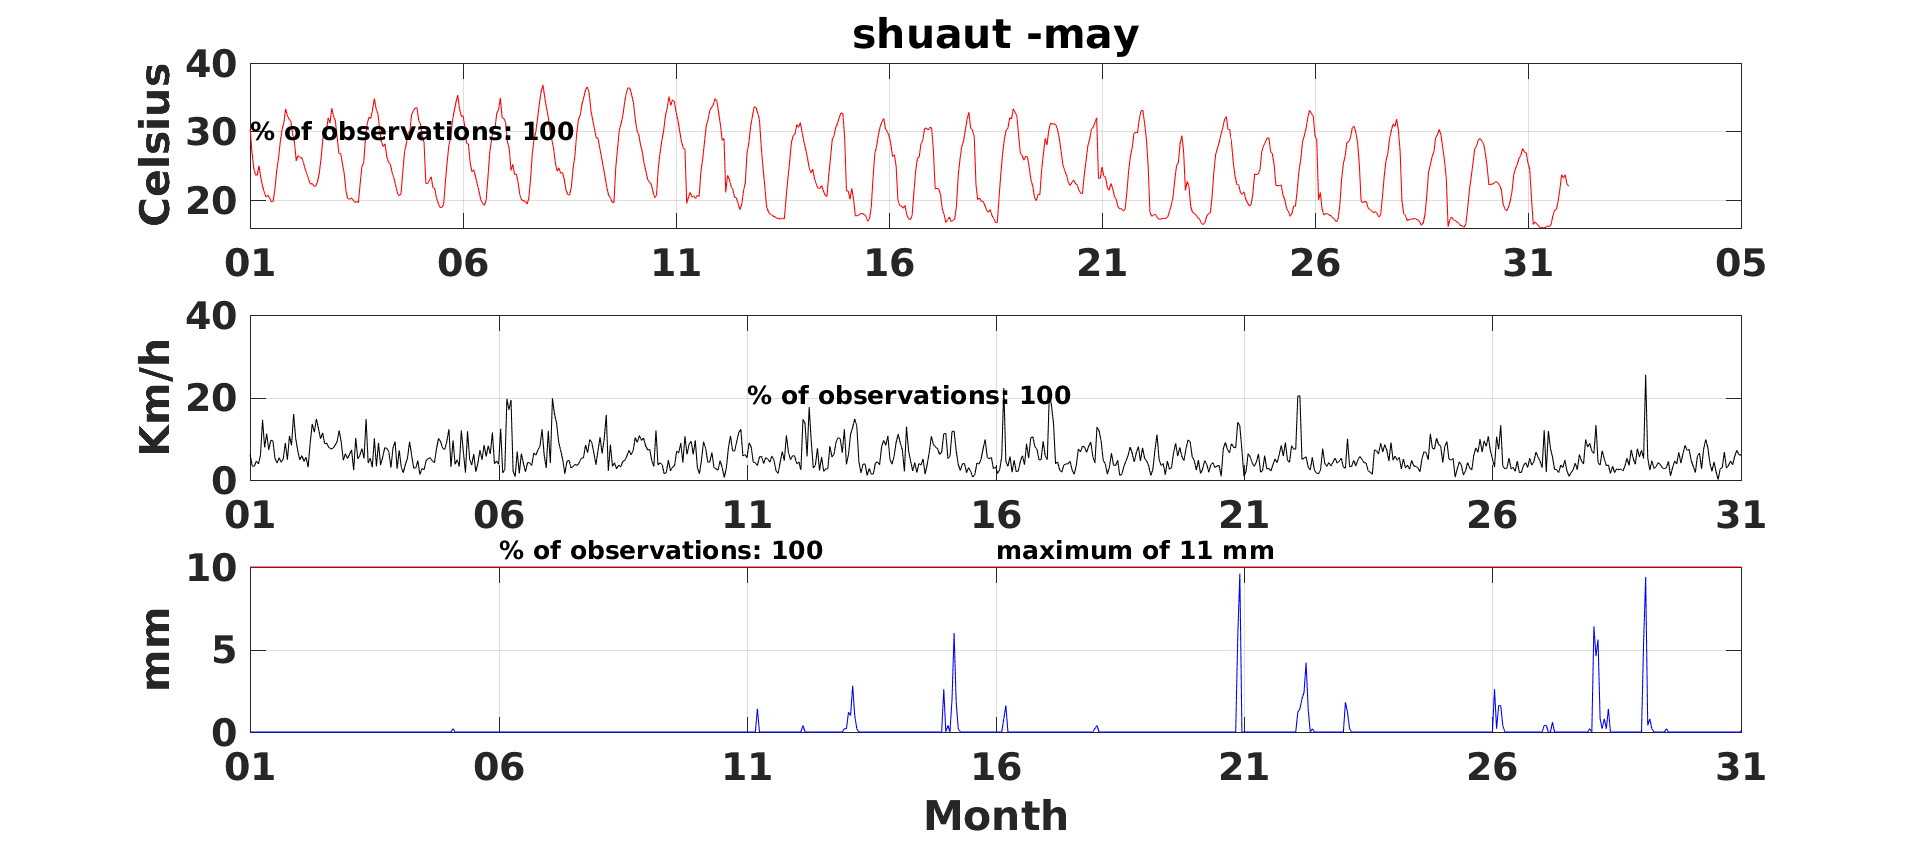 shuaut -may
40
30
20
Celsius
% of observations: 100
01 06 11 16 21 26 31 05
40
20
0
Km/h
% of observations: 100
01 06 11 16 21 26 31
% of observations: 100 maximum of 11 mm
10
5
0
mm
01 06 11 16 21 26 31
Month